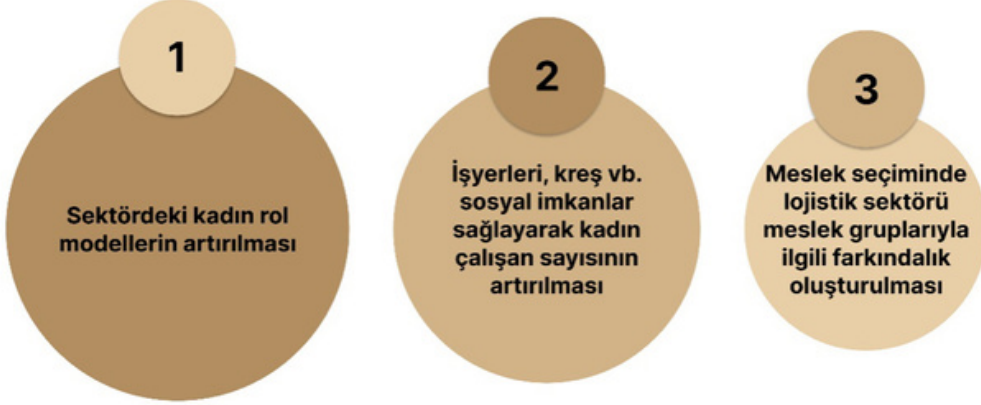 1
Sektördeki kadın rol
modellerin artırılması
2
İşyerleri, kreş vb.
sosyal imkanlar
sağlayarak kadın
çalışan sayısının
artırılması
3
Meslek seçiminde
lojistik sektörü
meslek gruplarıyla
ilgili farkındalık
oluşturulması